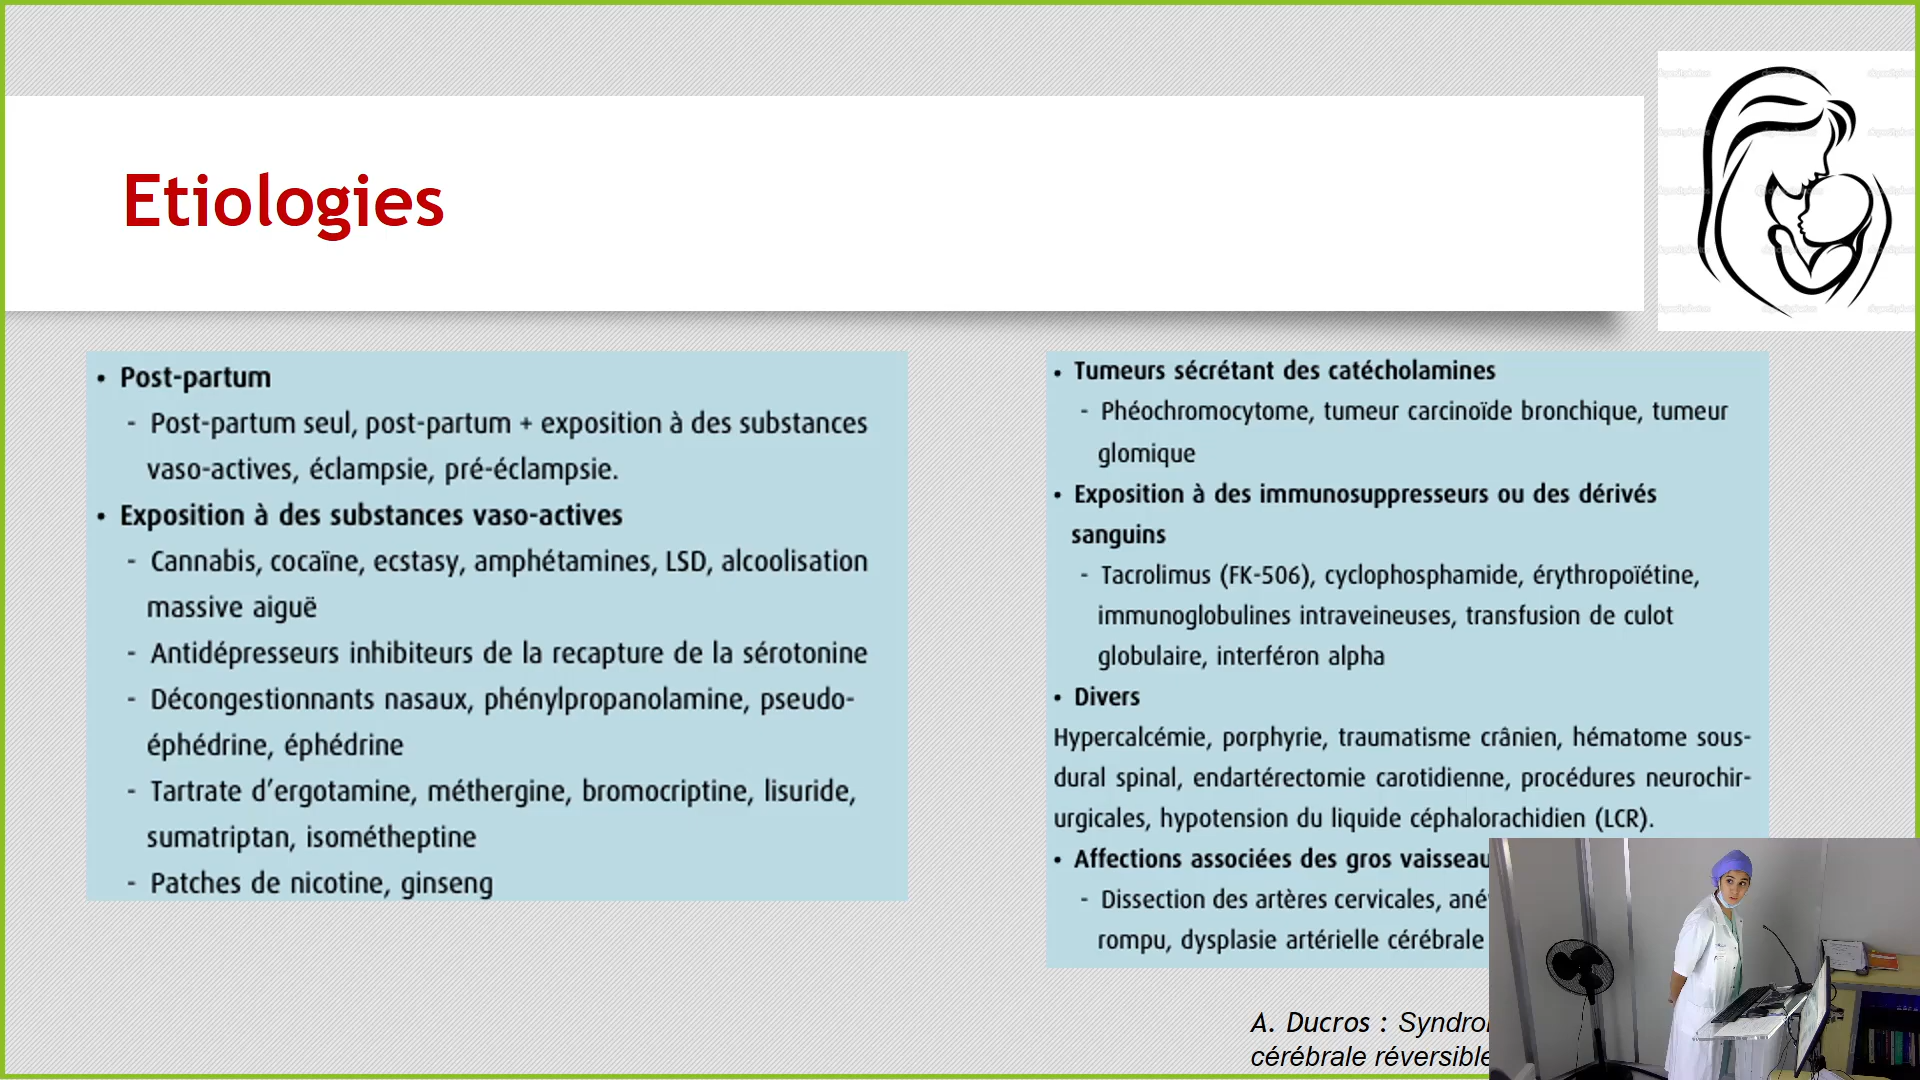 Etiologies
• Post-partum
- Post-partum seul, post-partum + exposition à des substances
vaso-actives, éclampsie, pré-éclampsie.
• Exposition à des substances vaso-actives
- Cannabis, cocaïne, ecstasy, amphétamines, LSD, alcoolisation
massive aiguë
- Antidépresseurs inhibiteurs de la recapture de la sérotonine
- Décongestionnants nasaux, phénylpropanolamine, pseudo-
éphédrine, éphédrine
- Tartrate d’ergotamine, méthergine, bromocriptine, lisuride,
sumatriptan, isométheptine
- Patches de nicotine, ginseng
• Tumeurs sécrétant des catécholamines
- Phéochromocytome, tumeur carcinoïde bronchique, tumeur
glomique
• Exposition à des immunosuppresseurs ou des dérivés
sanguins
- Tacrolimus (FK-506), cyclophosphamide, érythropoïétine,
immunoglobulines intraveineuses, transfusion de culot
globulaire, interféron alpha
• Divers
Hypercalcémie, porphyrie, traumatisme crânien, hématome sous-
dural spinal, endartérectomie carotidienne, procédures neurochir-
urgicales, hypotension du liquide céphalorachidien (LCR).
• Affections associées des gros
- Dissection des artères cervicales,
rompu, dysplasie artérielle cérébrale
A. Ducros :
cérébrale